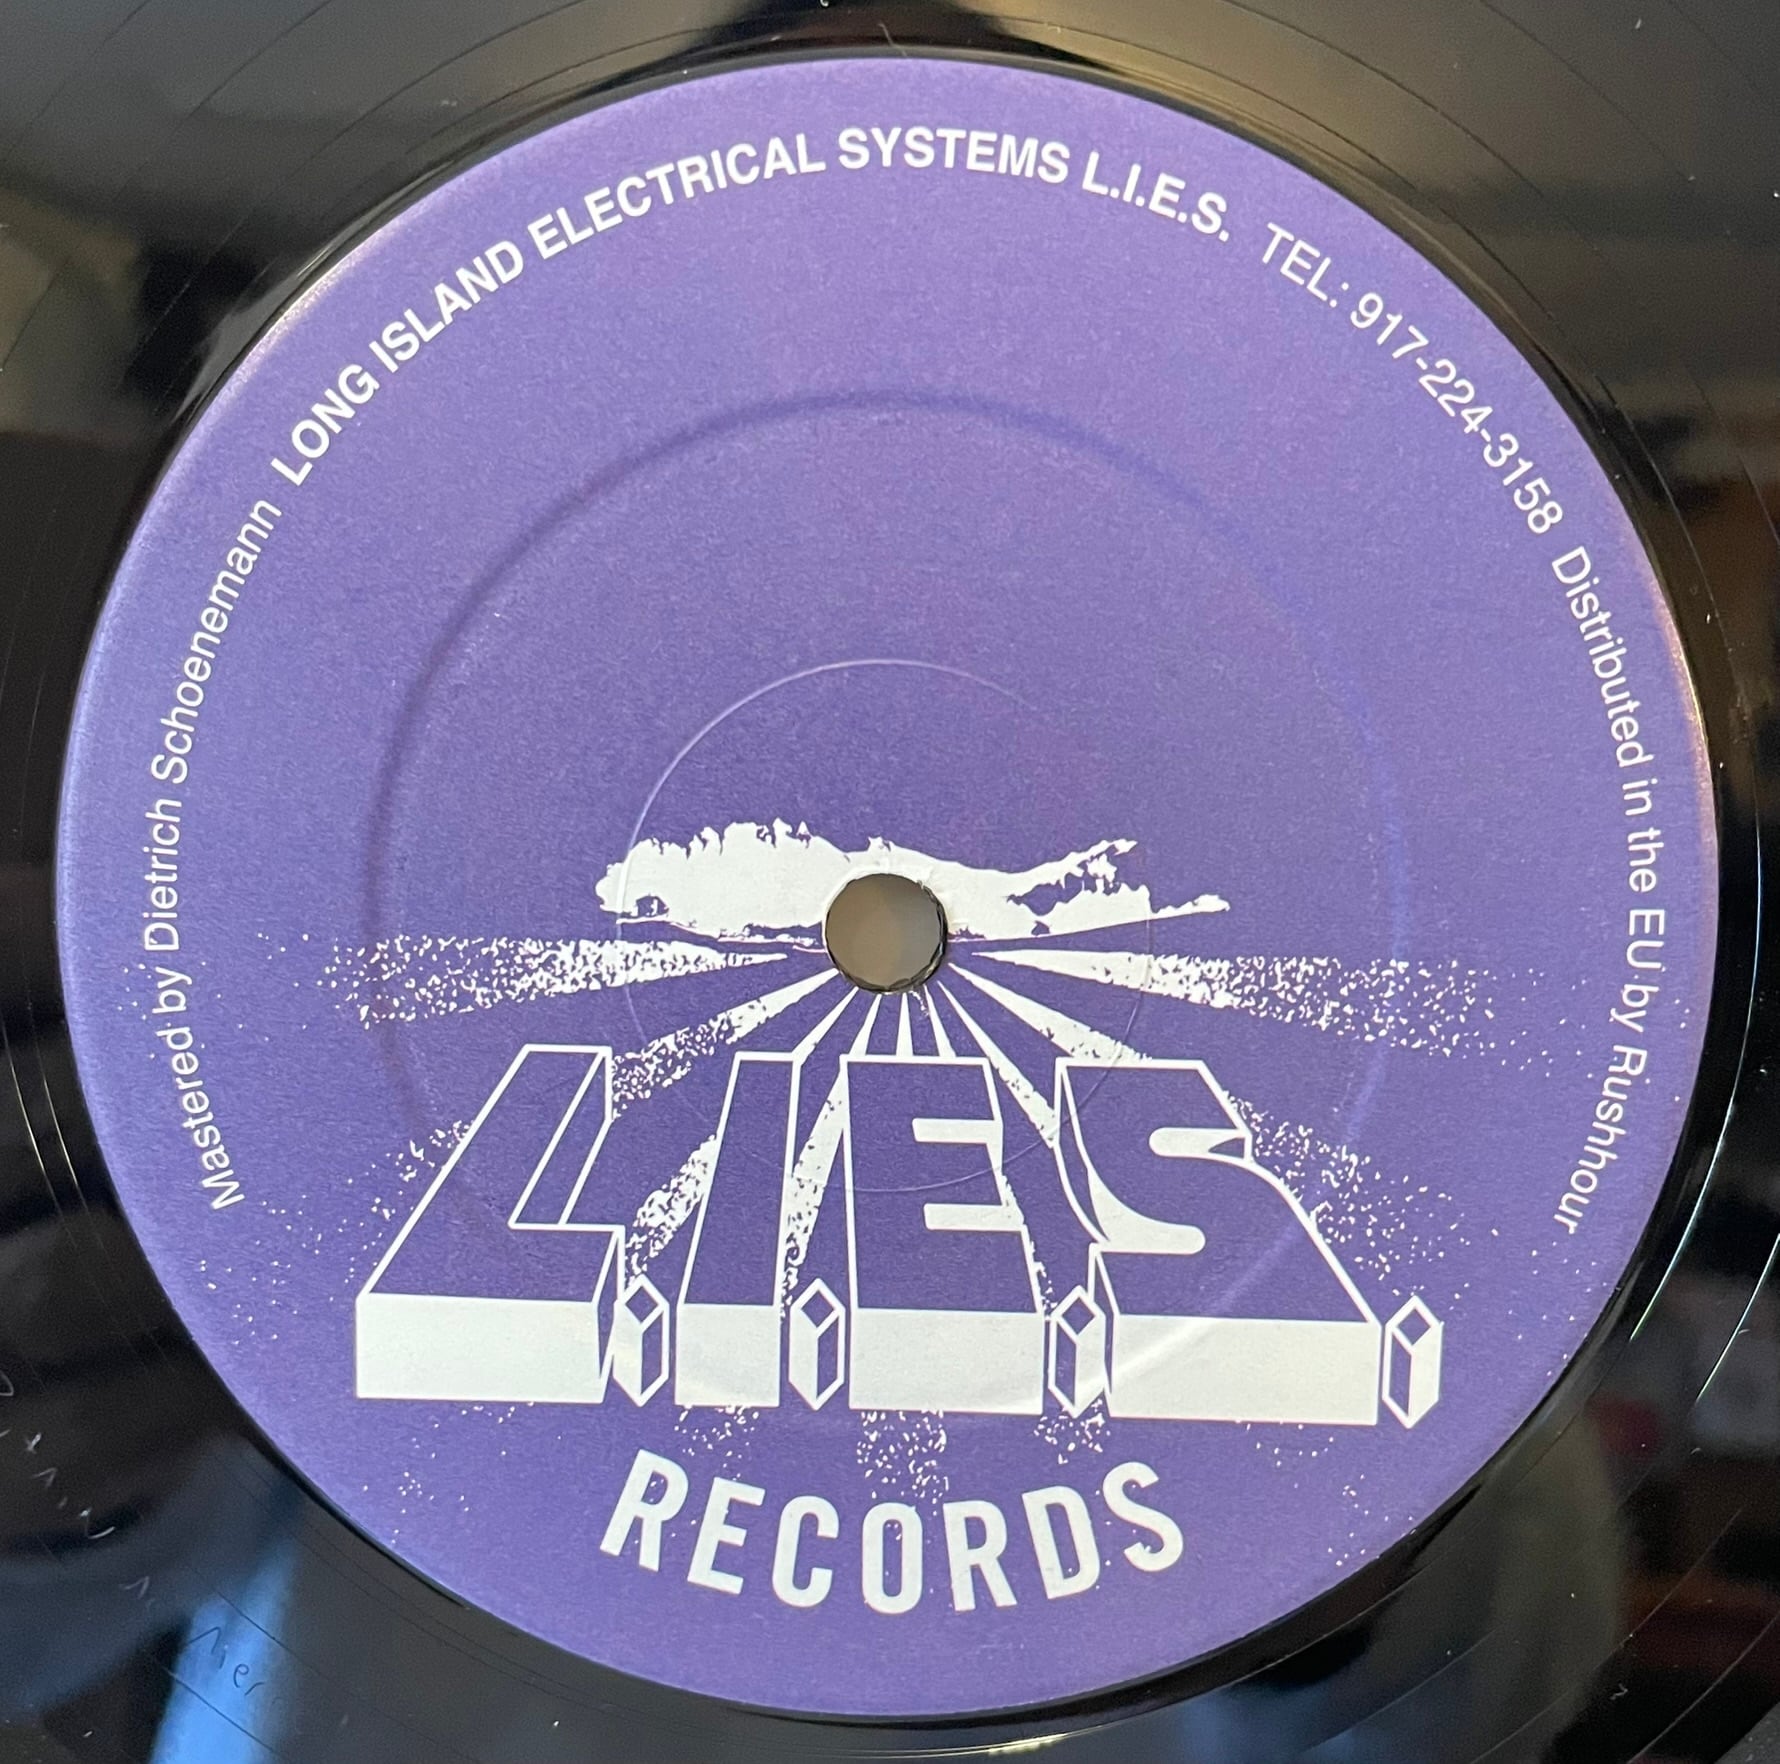 Mastered by Dietrich Schoenemann LONG ISLAND ELECTRICAL SYSTEMS L.I.E.S. TEL: 917-224-3158 Distributed in the EU by Rushhour
L.I.E.S.
RECORDS